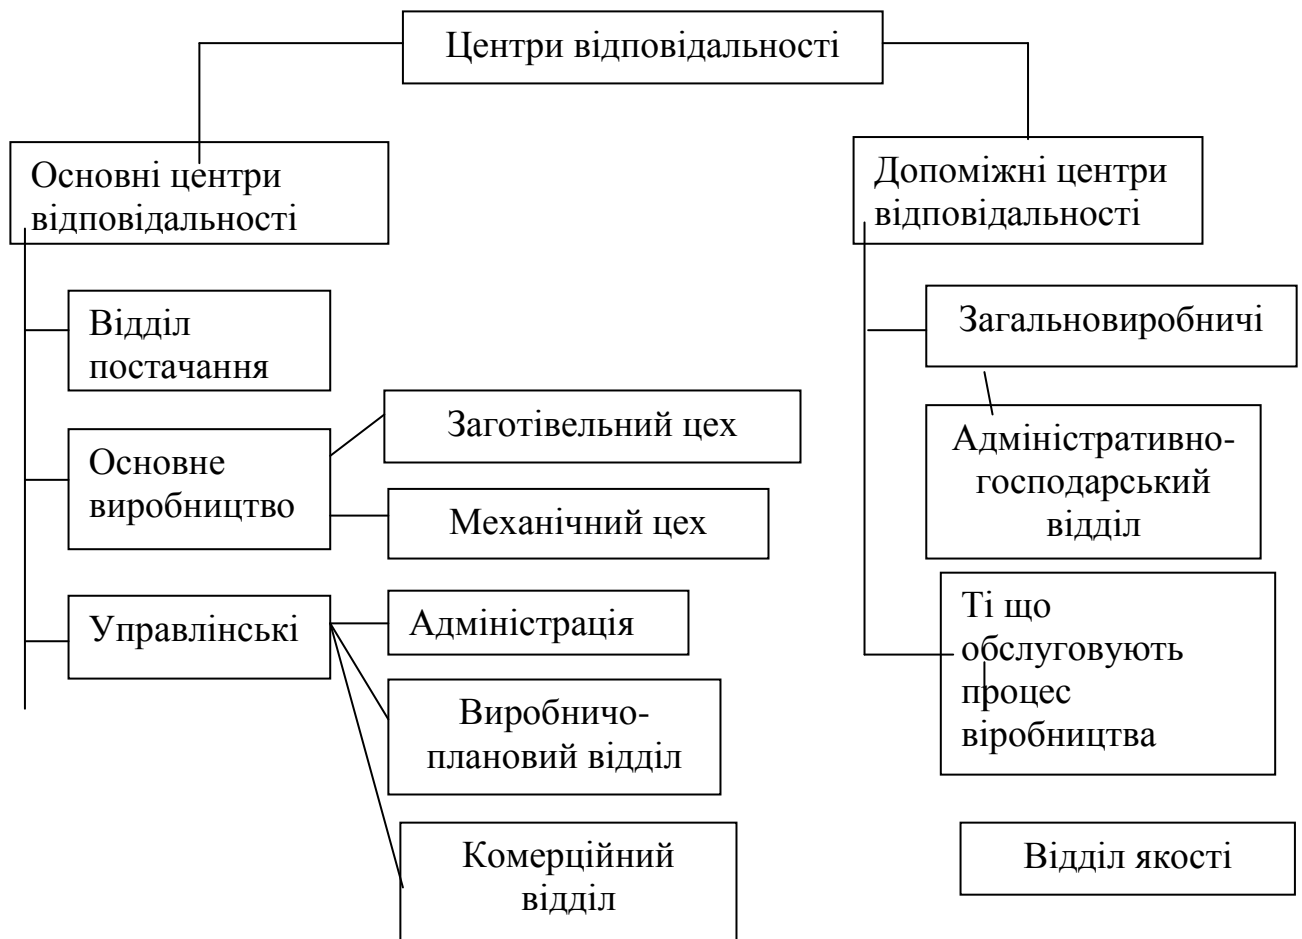 Центри відповідальності
Основні центри
відповідальності
Відділ
постачання
Основне
виробництво
Заготівельний цех
Механічний цех
Управлінські
Адміністрація
Виробничо-
плановий відділ
Комерційний
відділ
Допоміжні центри
відповідальності
Загальновиробничі
Адміністративно-
господарський
відділ
Ті що
обслуговують
процес
віробництва
Відділ якості